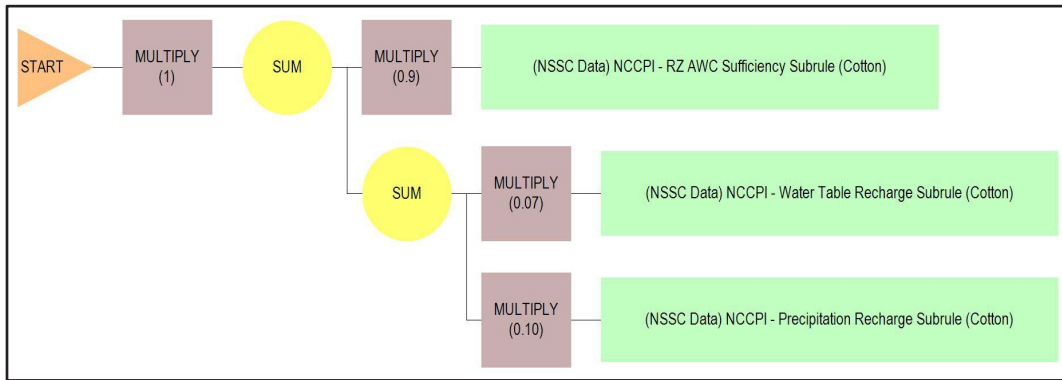 START
MULTIPLY
(1)
SUM
MULTIPLY
(0.9)
(NSSC Data) NCCPI - RZ AWC Sufficiency Subrule (Cotton)
SUM
MULTIPLY
(0.07)
(NSSC Data) NCCPI - Water Table Recharge Subrule (Cotton)
MULTIPLY
(0.10)
(NSSC Data) NCCPI - Precipitation Recharge Subrule (Cotton)